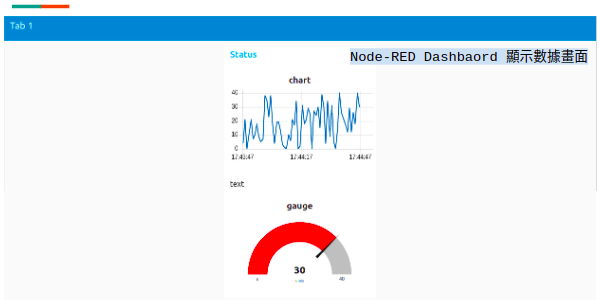 Tab 1
Status
Node-RED Dashbaord 顯示數據畫面
chart
40
30
20
10
0
17:43:47 17:44:17 17:44:47
text
gauge
30
40